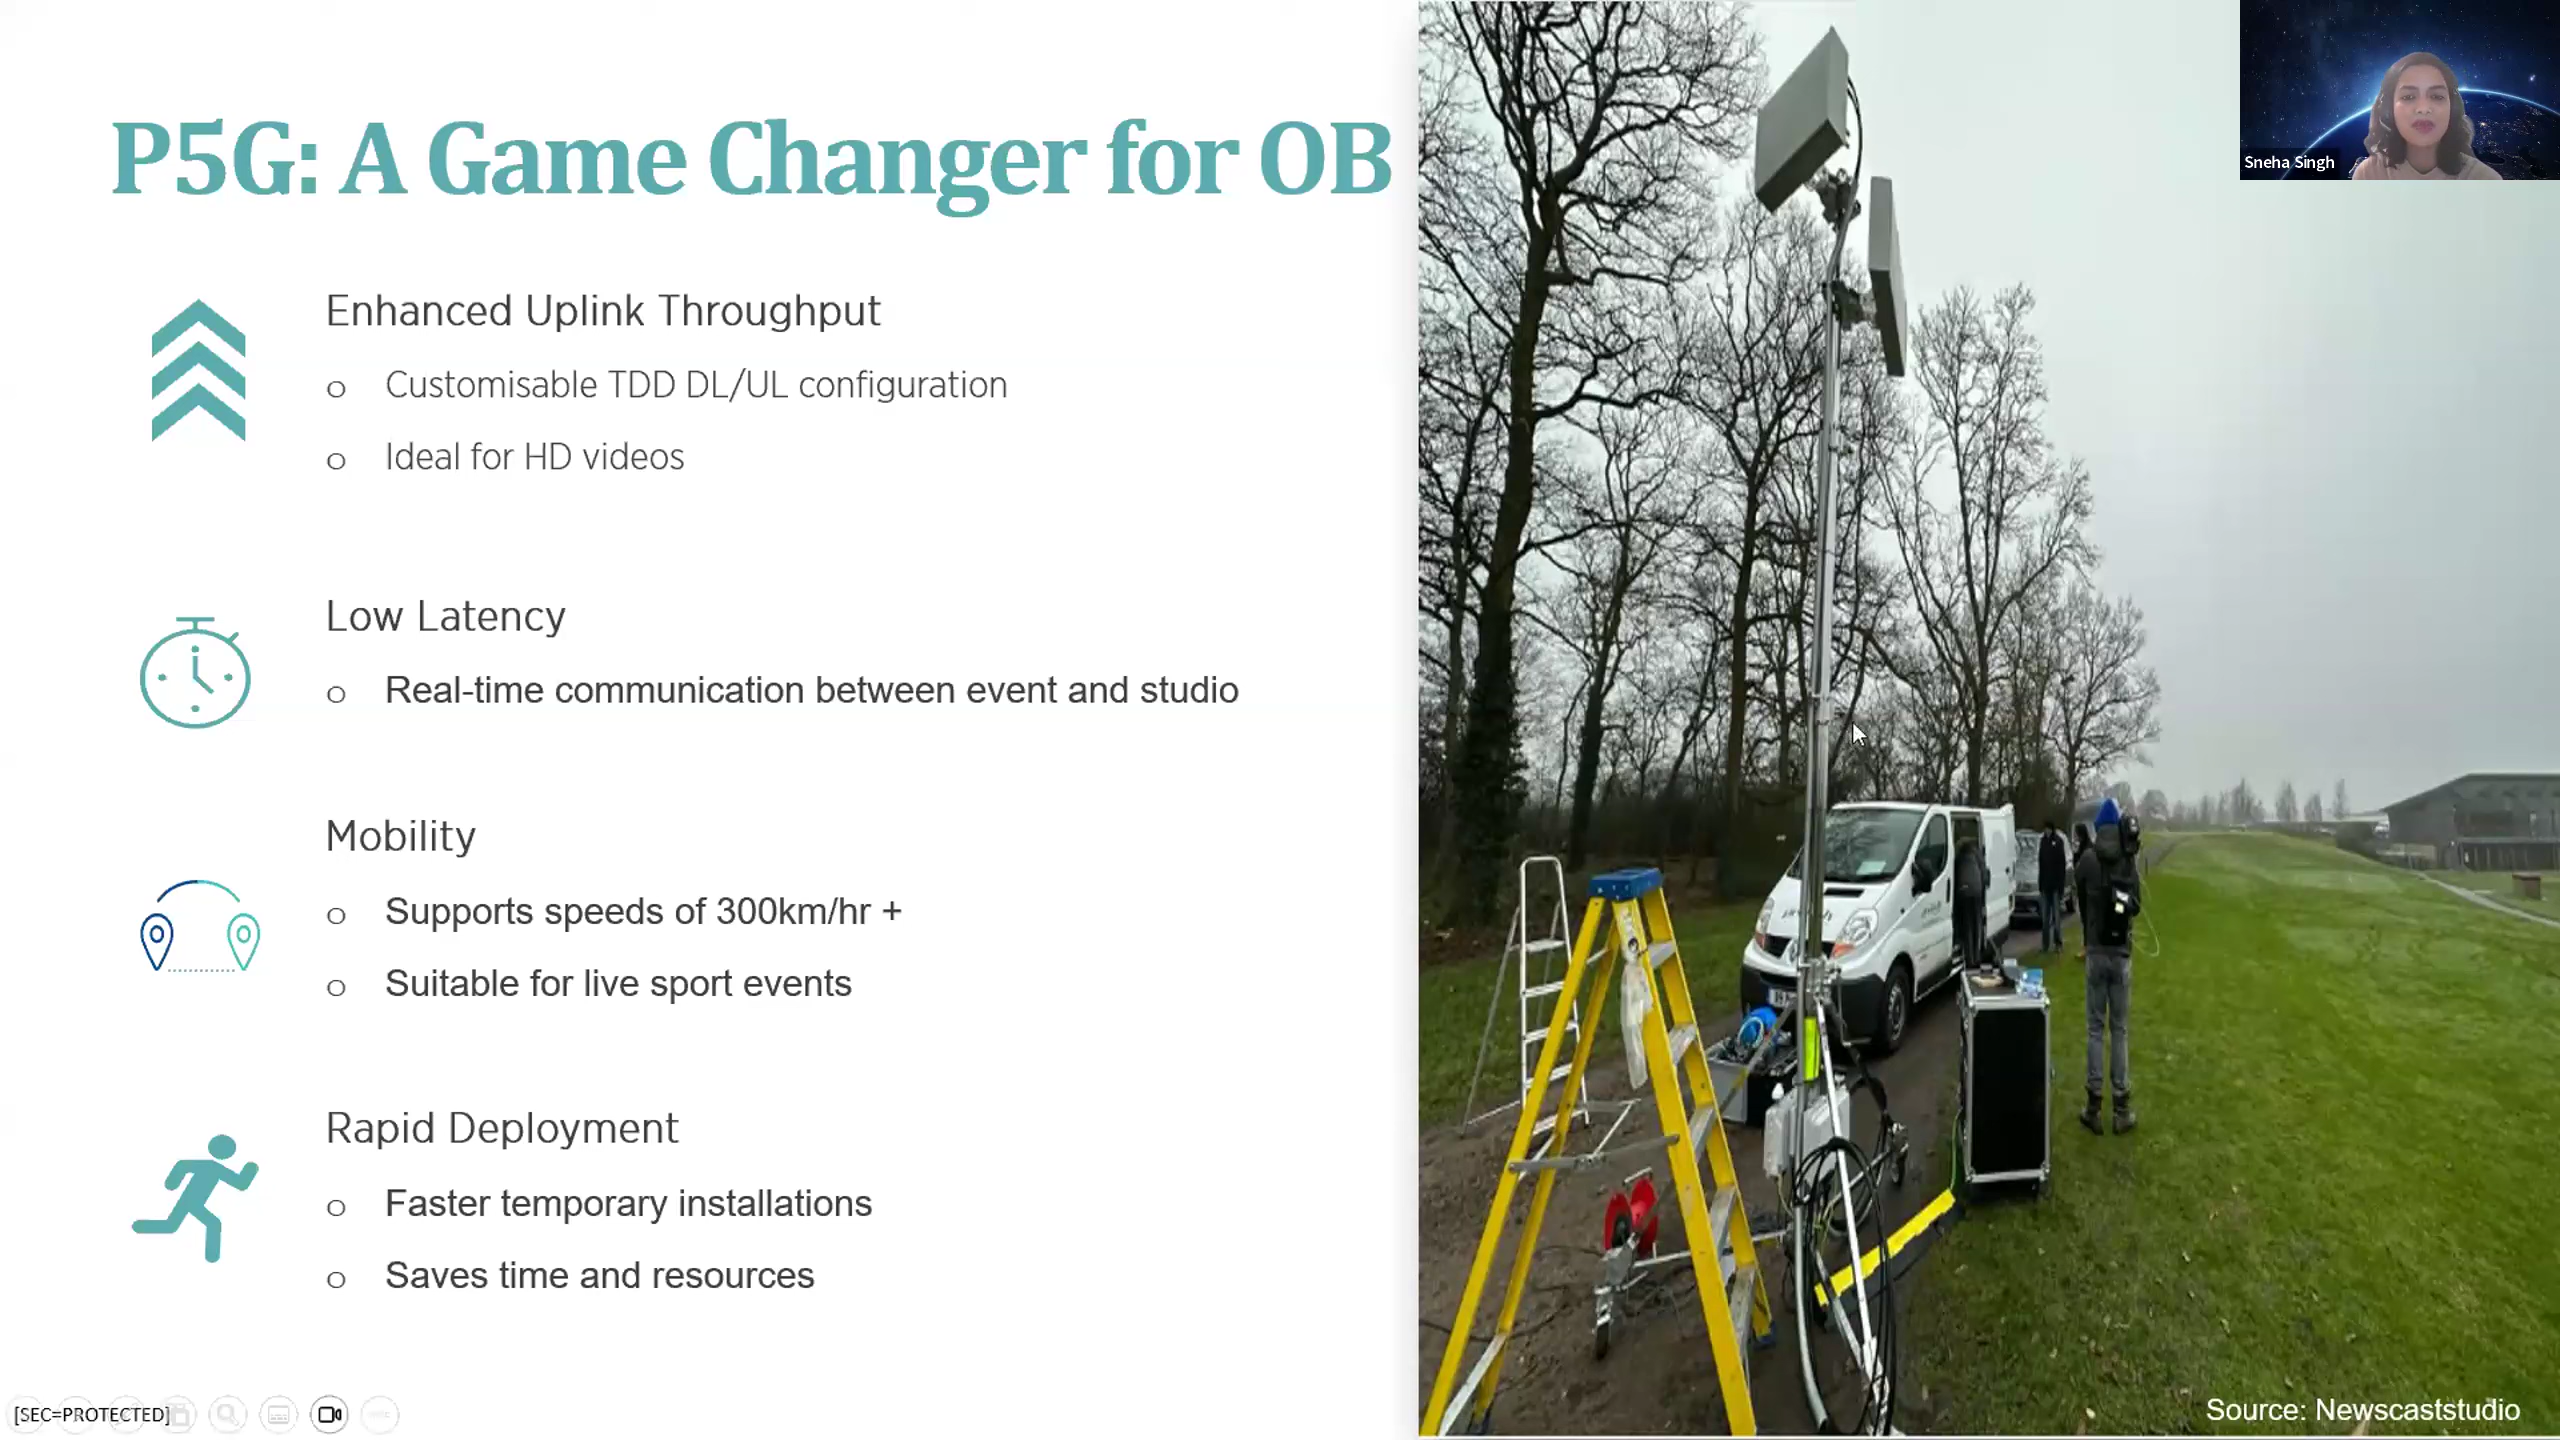 P5G: A Game Changer for OB
Sneha Singh
Enhanced Uplink Throughput
o Customisable TDD DL/UL configuration
o Ideal for HD videos
Low Latency
o Real-time communication between event and studio
Mobility
o Supports speeds of 300km/hr +
o Suitable for live sport events
Rapid Deployment
o Faster temporary installations
o Saves time and resources
[SEC=PROTECTED]
Source: Newscaststudio